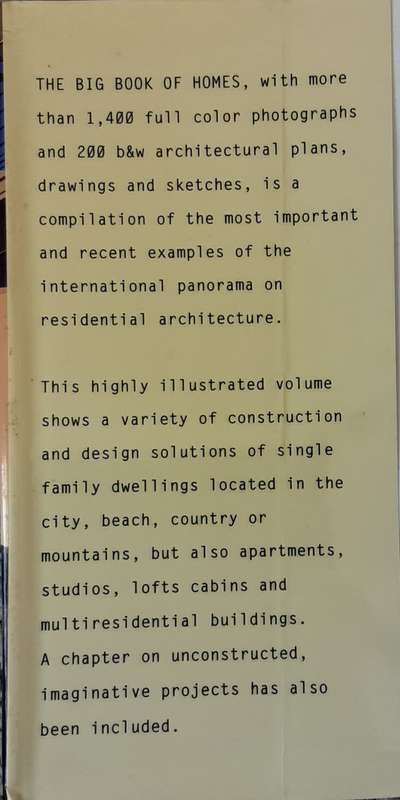 THE BIG BOOK OF HOMES, with more
than 1,400 full color photographs
and 200 b&w architectural plans,
drawings and sketches, is a
compilation of the most important
and recent examples of the
international panorama on
residential architecture.
This highly illustrated volume
shows a variety of construction
and design solutions of single
family dwellings located in the
city, beach, country or
mountains, but also apartments,
studios, lofts cabins and
multiresidential buildings.
A chapter on unconstructed,
imaginative projects has also
been included.